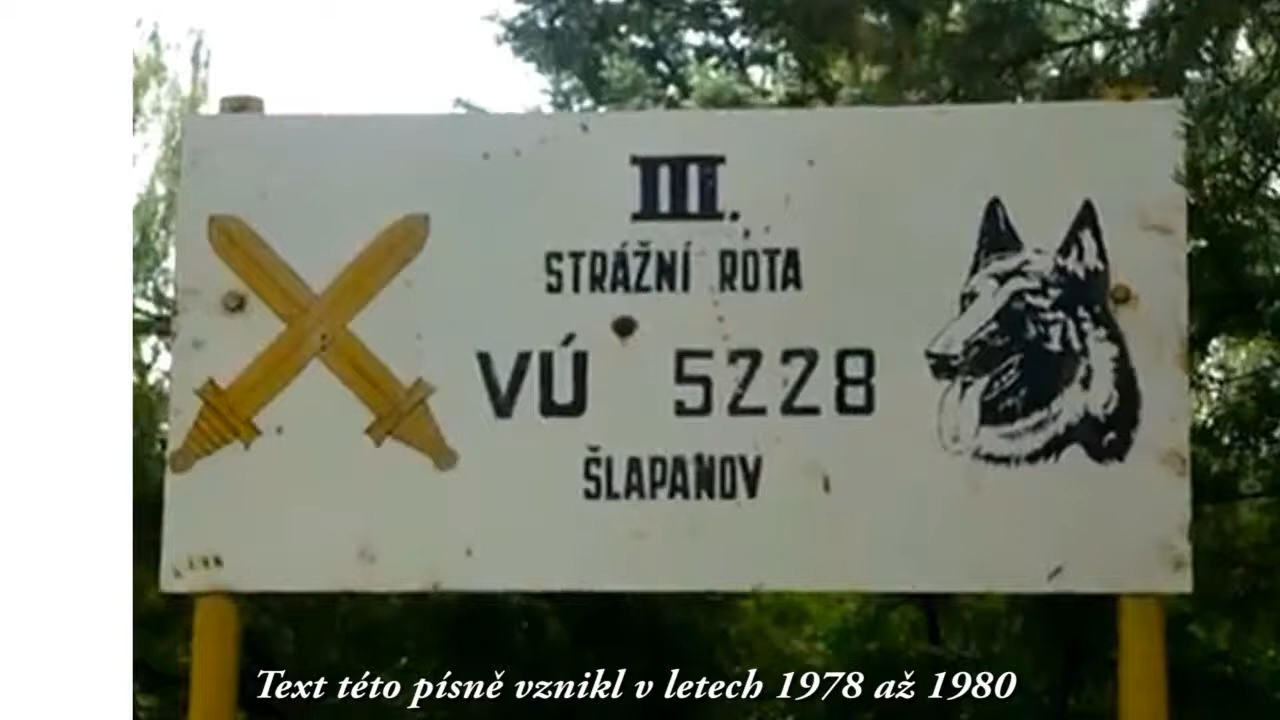 III.
STRÁŽNÍ ROTA
VÚ 5228
ŠLAPANOV
Text této písně vznikl v letech 1978 až 1980